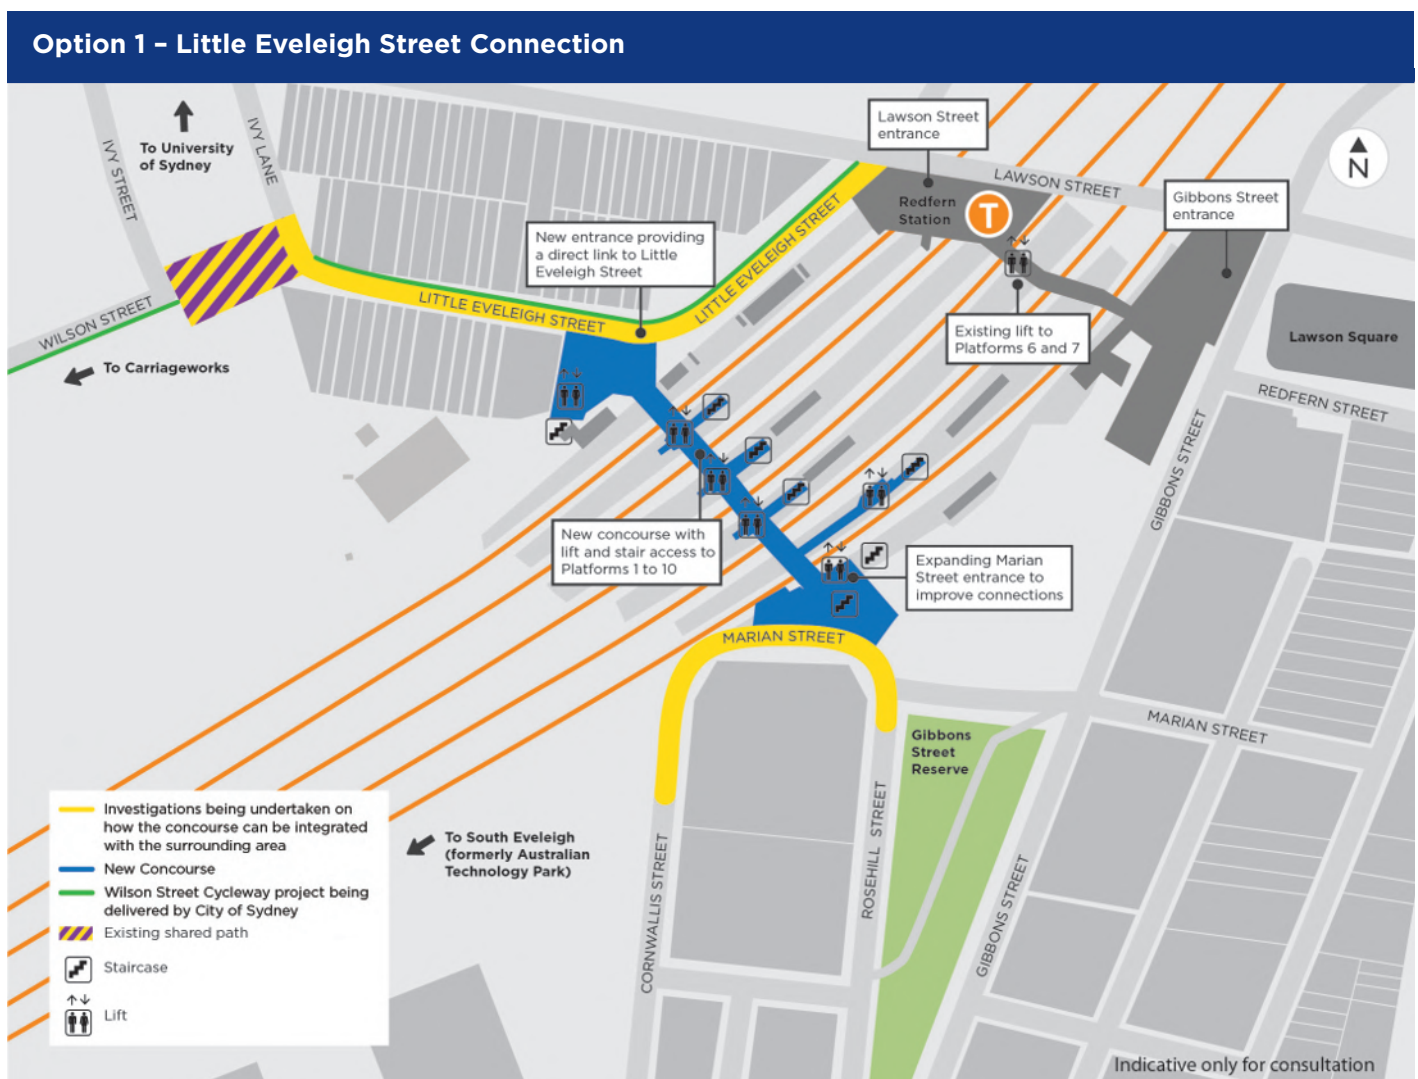 Option 1 – Little Eveleigh Street Connection
To University
of Sydney
IVY STREET
IVY LANE
Lawson Street
entrance
N
LAWSON STREET
Gibbons Street
entrance
Redfern
Station
T
New entrance providing
a direct link to Little
Eveleigh Street
LITTLE EVELEIGH STREET
LITTLE EVELEIGH STREET
WILSON STREET
To Carriageworks
Existing lift to
Platforms 6 and 7
Lawson Square
REDFERN STREET
GIBBONS STREET
New concourse with
lift and stair access to
Platforms 1 to 10
Expanding Marian
Street entrance to
improve connections
MARIAN STREET
MARIAN STREET
Gibbons
Street
Reserve
Investigations being undertaken on
how the concourse can be integrated
with the surrounding area
New Concourse
Wilson Street Cycleway project being
delivered by City of Sydney
Existing shared path
Staircase
Lift
To South Eveleigh
(formerly Australian
Technology Park)
CORNWALLIS STREET
ROSEHILL STREET
GIBBONS STREET
Indicative only for consultation